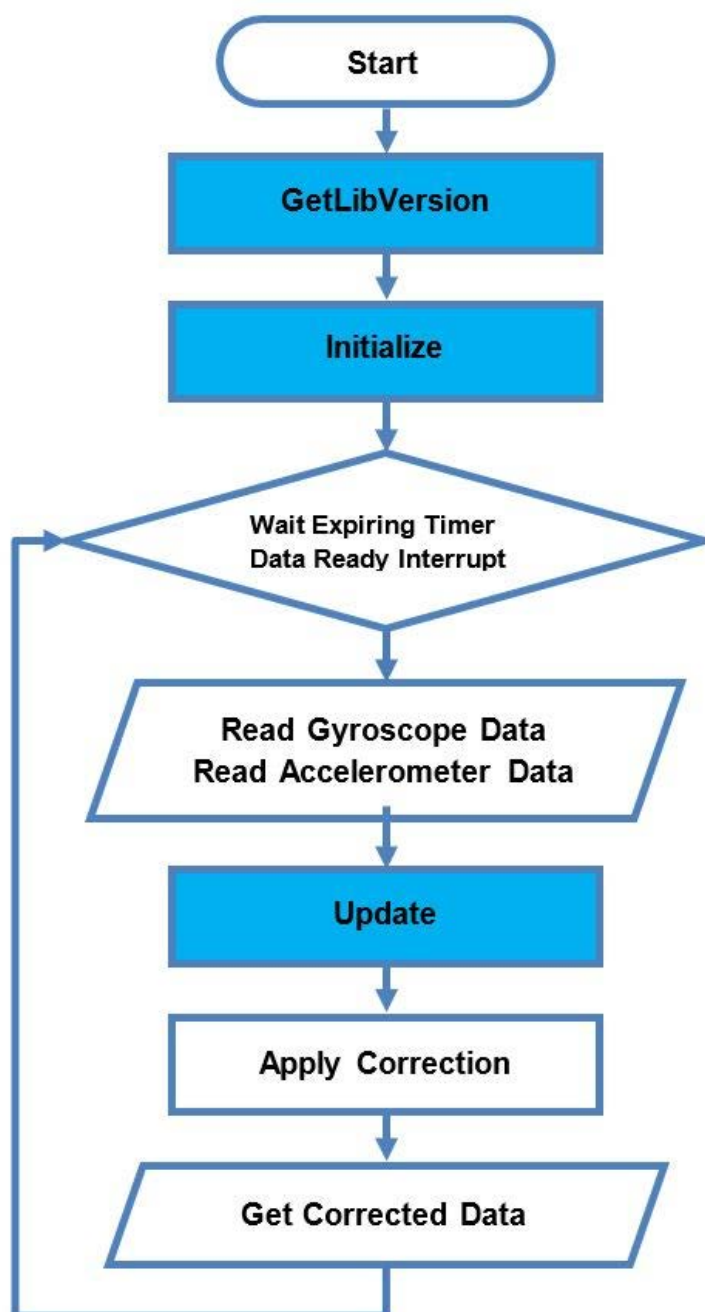 Start
GetLibVersion
Initialize
Wait Expiring Timer
Data Ready Interrupt
Read Gyroscope Data
Read Accelerometer Data
Update
Apply Correction
Get Corrected Data